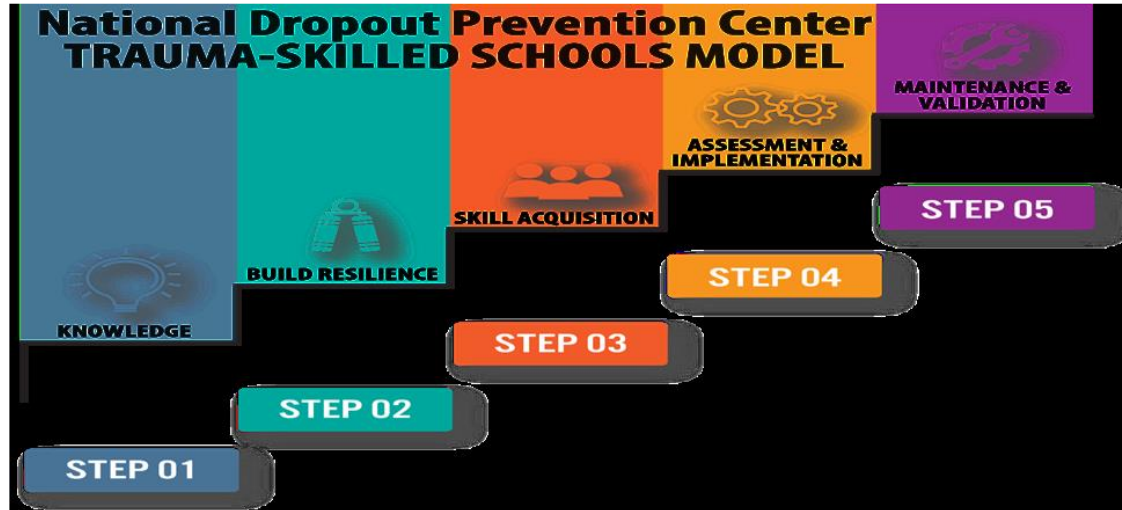 National Dropout Prevention Center
TRAUMA-SKILLED SCHOOLS MODEL
KNOWLEDGE
BUILD RESILIENCE
SKILL ACQUISITION
ASSESSMENT &
IMPLEMENTATION
MAINTENANCE &
VALIDATION
STEP 01
STEP 02
STEP 03
STEP 04
STEP 05